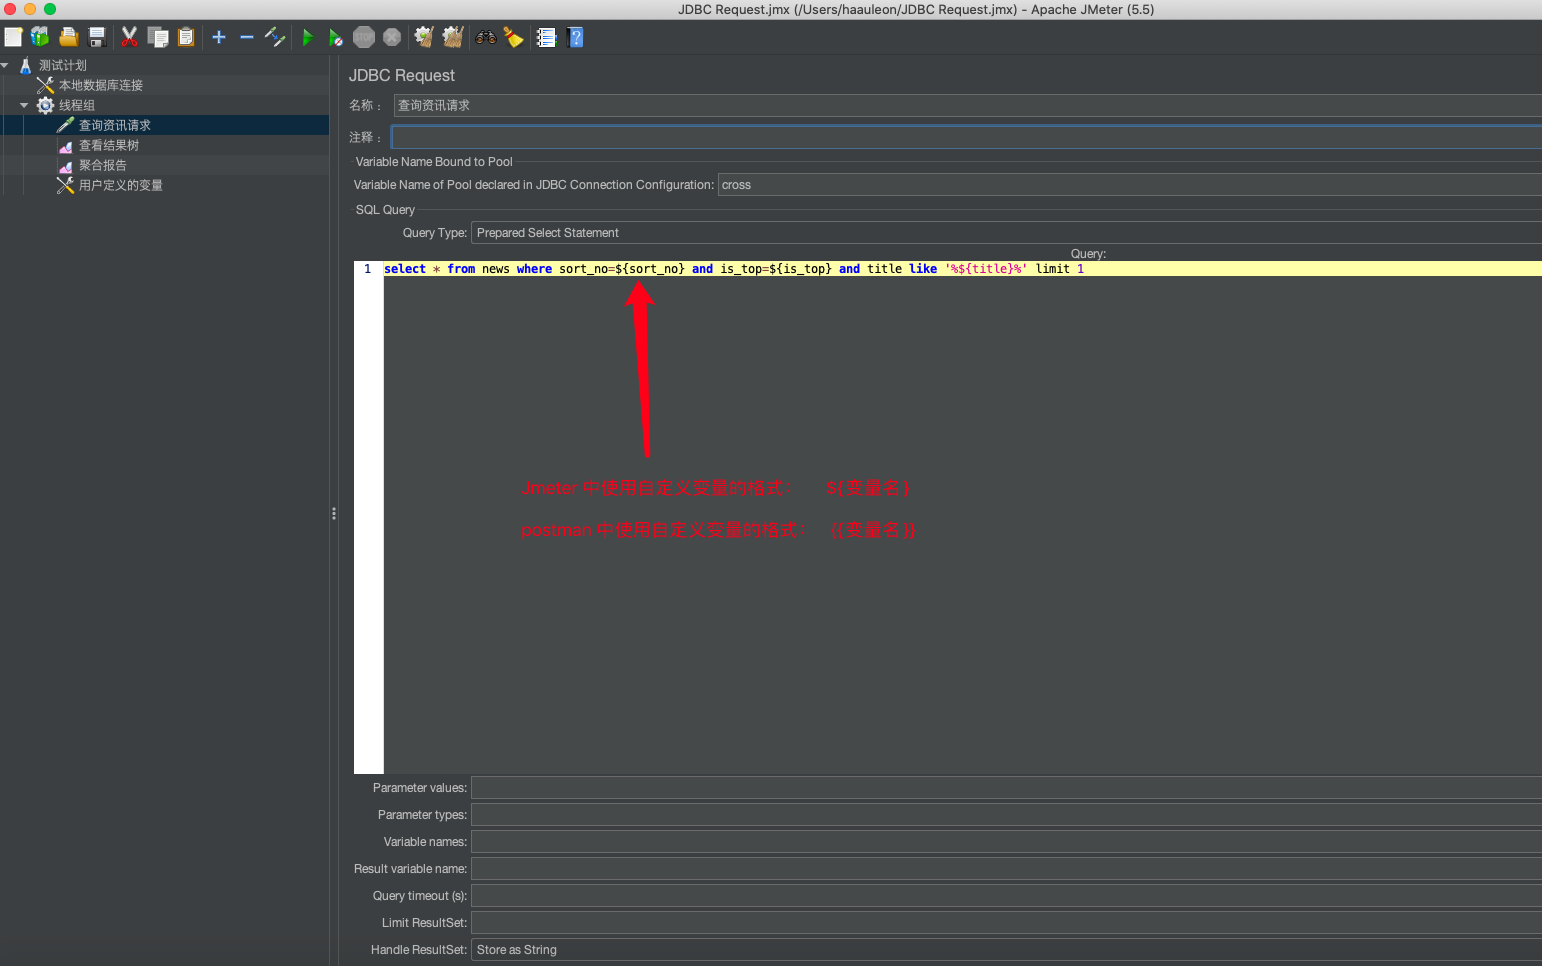 JDBC Request.jmx (/Users/haauleon/JDBC Request.jmx) - Apache JMeter (5.5)
测试计划
本地数据库连接
线程组
查询资讯请求
查看结果树
聚合报告
用户定义的变量
JDBC Request
名称： 查询资讯请求
注释：
Variable Name Bound to Pool
Variable Name of Pool declared in JDBC Connection Configuration: cross
SQL Query
Query Type: Prepared Select Statement
Query:
1 select * from news where sort_no=${sort_no} and is_top=${is_top} and title like '%${title}%' limit 1
Jmeter 中使用自定义变量的格式： ${变量名}
postman 中使用自定义变量的格式： {{变量名}}
Parameter values:
Parameter types:
Variable names:
Result variable name:
Query timeout (s):
Limit ResultSet:
Handle ResultSet: Store as String